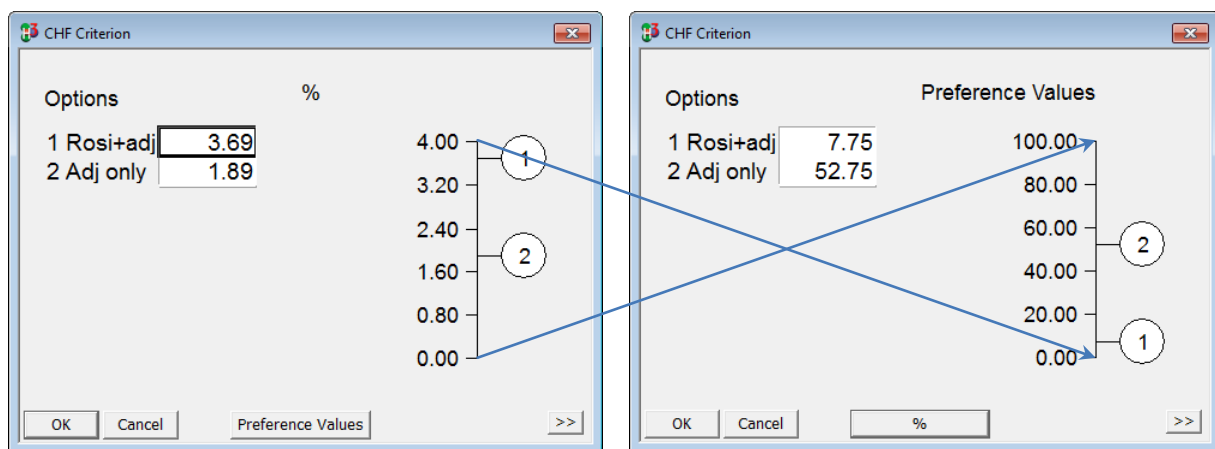 CHF Criterion
Options %
1 Rosi+adj 3.69
2 Adj only 1.89
4.00
3.20
2.40
1.60
0.80
0.00
1
2
OK Cancel Preference Values >>
CHF Criterion
Options Preference Values
1 Rosi+adj 7.75
2 Adj only 52.75
100.00
80.00
60.00
40.00
20.00
0.00
2
1
OK Cancel % >>